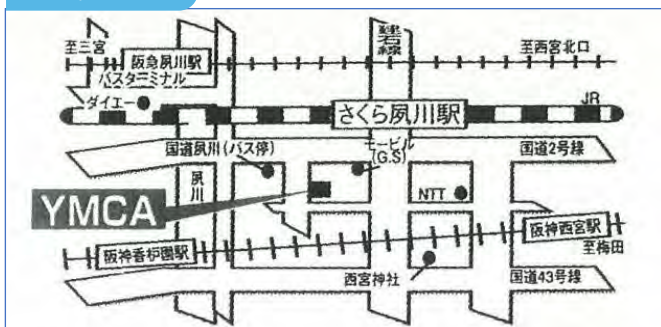 至三宮
阪急夙川駅
バスターミナル
建石線
至西宮北口
ダイエー
さくら夙川駅
JR
国道夙川(バス停)
モービル
(G.S)
国道2号線
夙川
YMCA
NTT
阪神香枦園駅
阪神西宮駅
至梅田
西宮神社
国道43号線